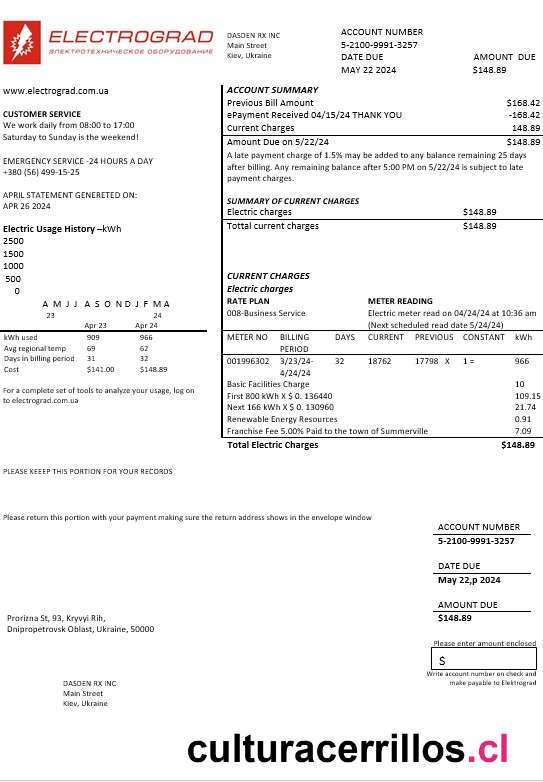 ELECTROGRAD
ЭЛЕКТРОТЕХНИЧЕСКОЕ ОБОРУДОВАНИЕ
DASOEN RX INC
Main Street
Kiev, Ukraine
ACCOUNT NUMBER
5-2100-9991-3257
DATE DUE AMOUNT DUE
MAY 22 2024 $148.89
www.electrograd.com.ua
CUSTOMER SERVICE
We work daily from 08:00 to 17:00
Saturday to Sunday is the weekend!
EMERGENCY SERVICE -24 HOURS A DAY
+380 (56) 499-15-25
APRIL STATEMENT GENERETED ON:
APR 26 2024
Electric Usage History –kWh
2500
1500
1000
500
0
A M J J A S O N D J F M A
23 24
Apr 23 Apr 24
kWh used 909 966
Avg regional temp 69 62
Days in billing period 31 32
Cost $141.00 $148.89
For a complete set of tools to analyze your usage, log on
to electrograd.com.ua
ACCOUNT SUMMARY
Previous Bill Amount $168.42
ePayment Received 04/15/24 THANK YOU -168.42
Current Charges 148.89
Amount Due on 5/22/24 $148.89
A late payment charge of 1.5% may be added to any balance remaining 25 days
after billing. Any remaining balance after 5:00 PM on 5/22/24 is subject to late
payment charges.
SUMMARY OF CURRENT CHARGES
Electric charges $148.89
Tottal current charges $148.89
CURRENT CHARGES
Electric charges
RATE PLAN METER READING
008-Business Service Electric meter read on 04/24/24 at 10:36 am
(Next scheduled read date 5/24/24)
METER NO BILLING PERIOD DAYS CURRENT PREVIOUS CONSTANT kWh
001996302 3/23/24- 32 18762 17798 X 1 = 966
4/24/24
Basic Facilities Charge 10
First 800 kWh X $ 0. 136440 109.15
Next 166 kWh X $ 0. 130960 21.74
Renewable Energy Resources 0.91
Franchise Fee 5.00% Paid to the town of Summerville 7.09
Total Electric Charges $148.89
PLEASE KEEEP THIS PORTION FOR YOUR RECORDS
Please return this portion with your payment making sure the return address shows in the envelope window
ACCOUNT NUMBER
5-2100-9991-3257
DATE DUE
May 22,p 2024
AMOUNT DUE
$148.89
Prorizna St, 93, Kryvyi Rih,
Dnipropetrovsk Oblast, Ukraine, 50000
Please enter amount enclosed
$
Write account number on check and
make payable to Elektrograd
DASOEN RX INC
Main Street
Kiev, Ukraine
culturacerrillos.cl